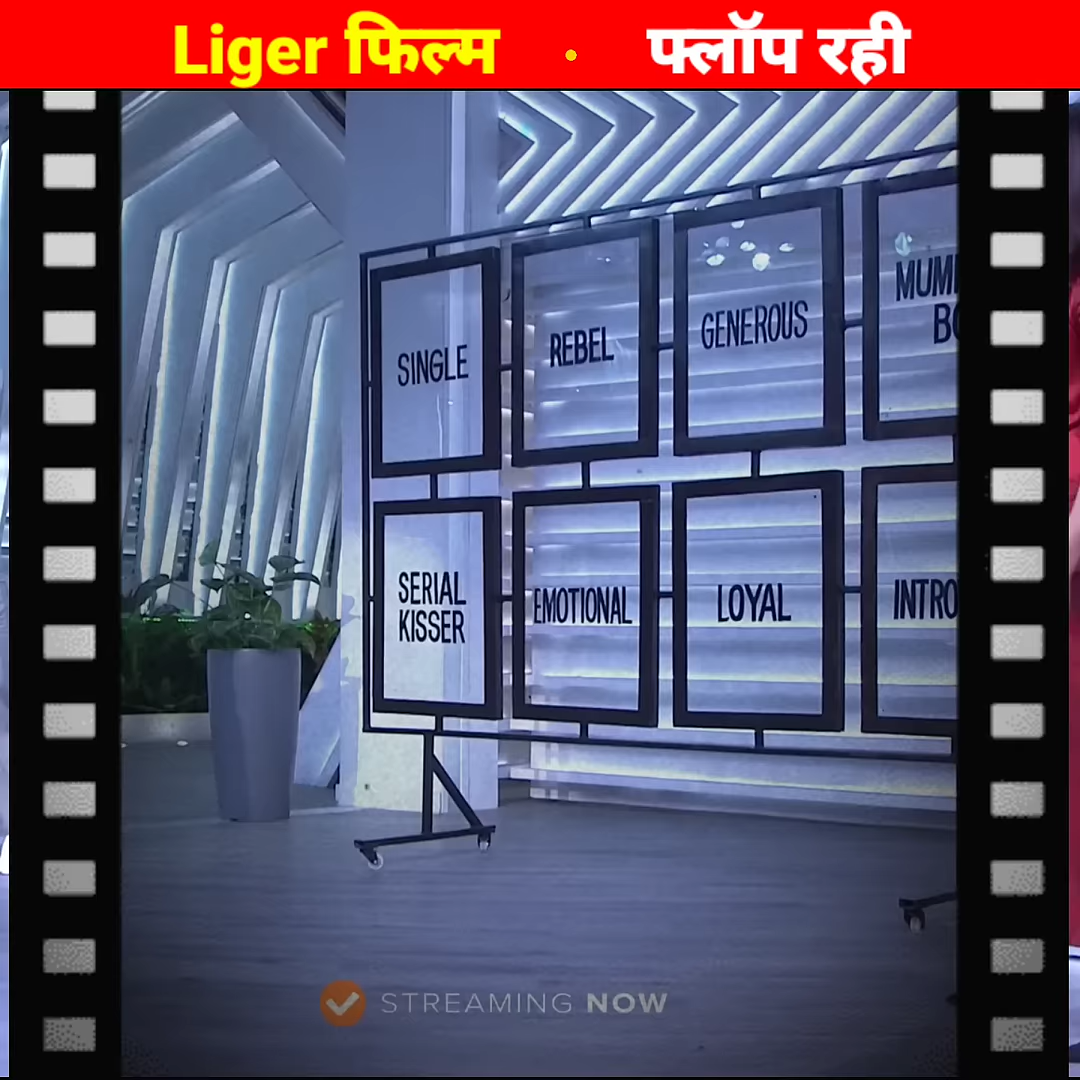 Liger फिल्म • फ्लॉप रही
SINGLE
REBEL
GENEROUS
SERIAL
KISSER
EMOTIONAL
LOYAL
STREAMING NOW